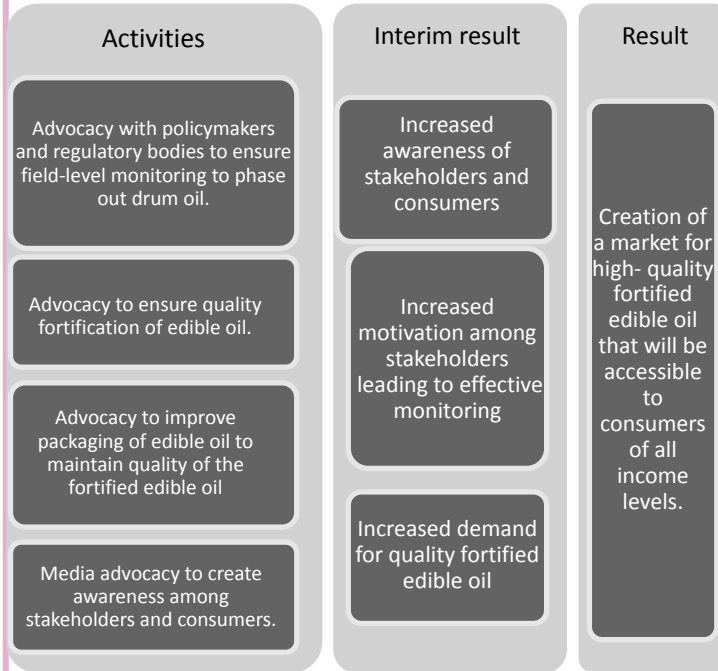 Activities
Advocacy with policymakers
and regulatory bodies to ensure
field-level monitoring to phase
out drum oil.
Advocacy to ensure quality
fortification of edible oil.
Advocacy to improve
packaging of edible oil to
maintain quality of the
fortified edible oil
Media advocacy to create
awareness among
stakeholders and consumers.
Interim result
Increased
awareness of
stakeholders and
consumers
Increased
motivation among
stakeholders
leading to effective
monitoring
Increased demand
for quality fortified
edible oil
Result
Creation of
a market for
high- quality
fortified
edible oil
that will be
accessible
to
consumers
of all
income
levels.